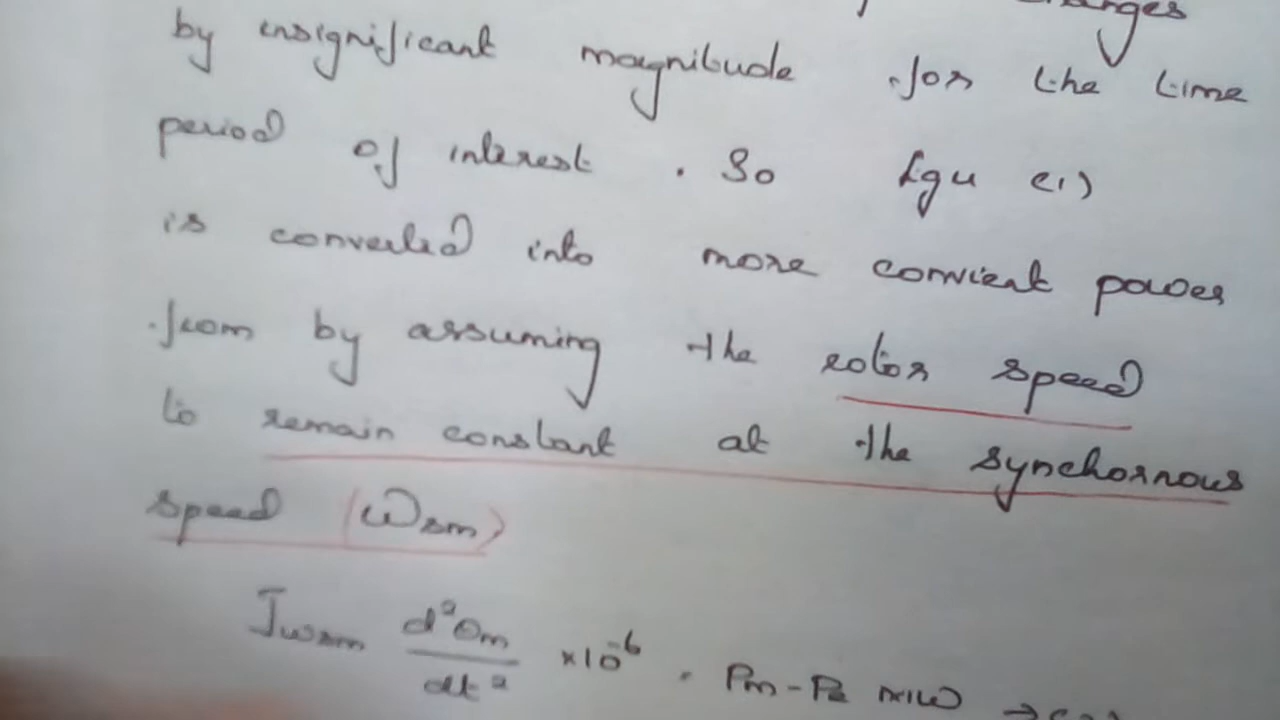 by insignificant magnitude for the time
period of interest. So Equ (1)
is converted into more convient power
from by assuming the rotor speed
to remain constant at the synchornous
speed (ωsm)
Jωsm d²θm/dt² ×10⁻⁶ = Pm - Pe MW →